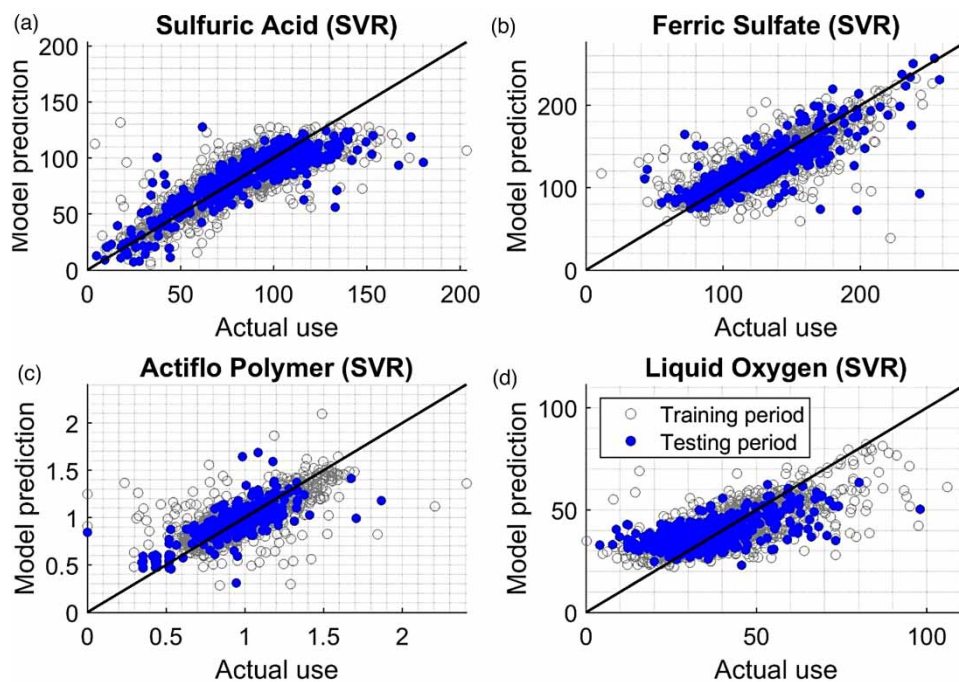 (a)
Sulfuric Acid (SVR)
200
150
100
50
0
Model prediction
0 50 100 150 200
Actual use
(b)
Ferric Sulfate (SVR)
200
100
0
Model prediction
0 100 200
Actual use
(c)
Actiflo Polymer (SVR)
2
1.5
1
0.5
0
Model prediction
0 0.5 1 1.5 2
Actual use
(d)
Liquid Oxygen (SVR)
Training period
Testing period
100
50
0
Model prediction
0 50 100
Actual use